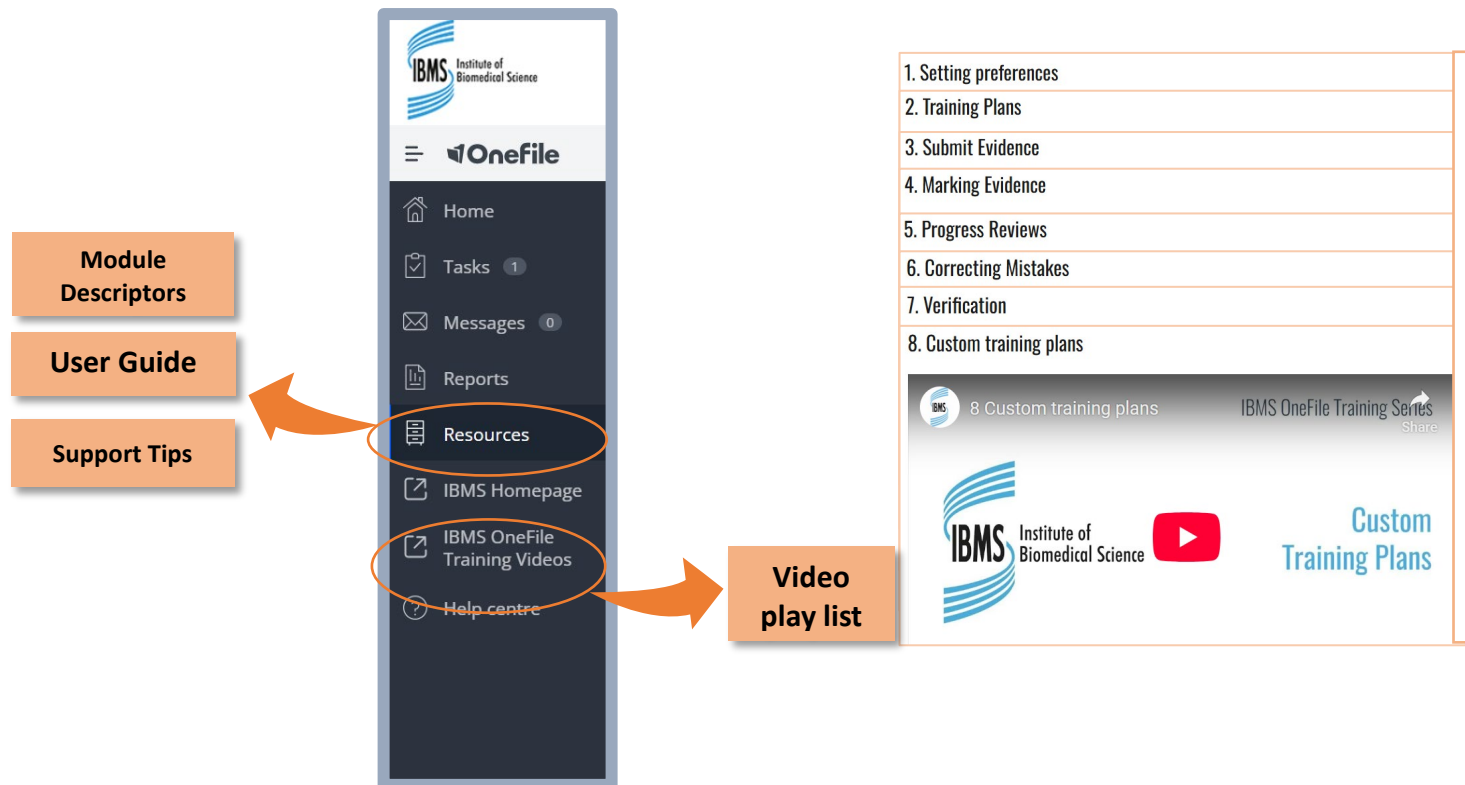 Module
Descriptors
User Guide
Support Tips
IBMS Institute of
Biomedical Science
OneFile
Home
Tasks 1
Messages 0
Reports
Resources
IBMS Homepage
IBMS OneFile
Training Videos
Help centre
Video
play list
1. Setting preferences
2. Training Plans
3. Submit Evidence
4. Marking Evidence
5. Progress Reviews
6. Correcting Mistakes
7. Verification
8. Custom training plans
IBMS 8 Custom training plans IBMS OneFile Training Series
Share
IBMS Institute of
Biomedical Science
Custom
Training Plans